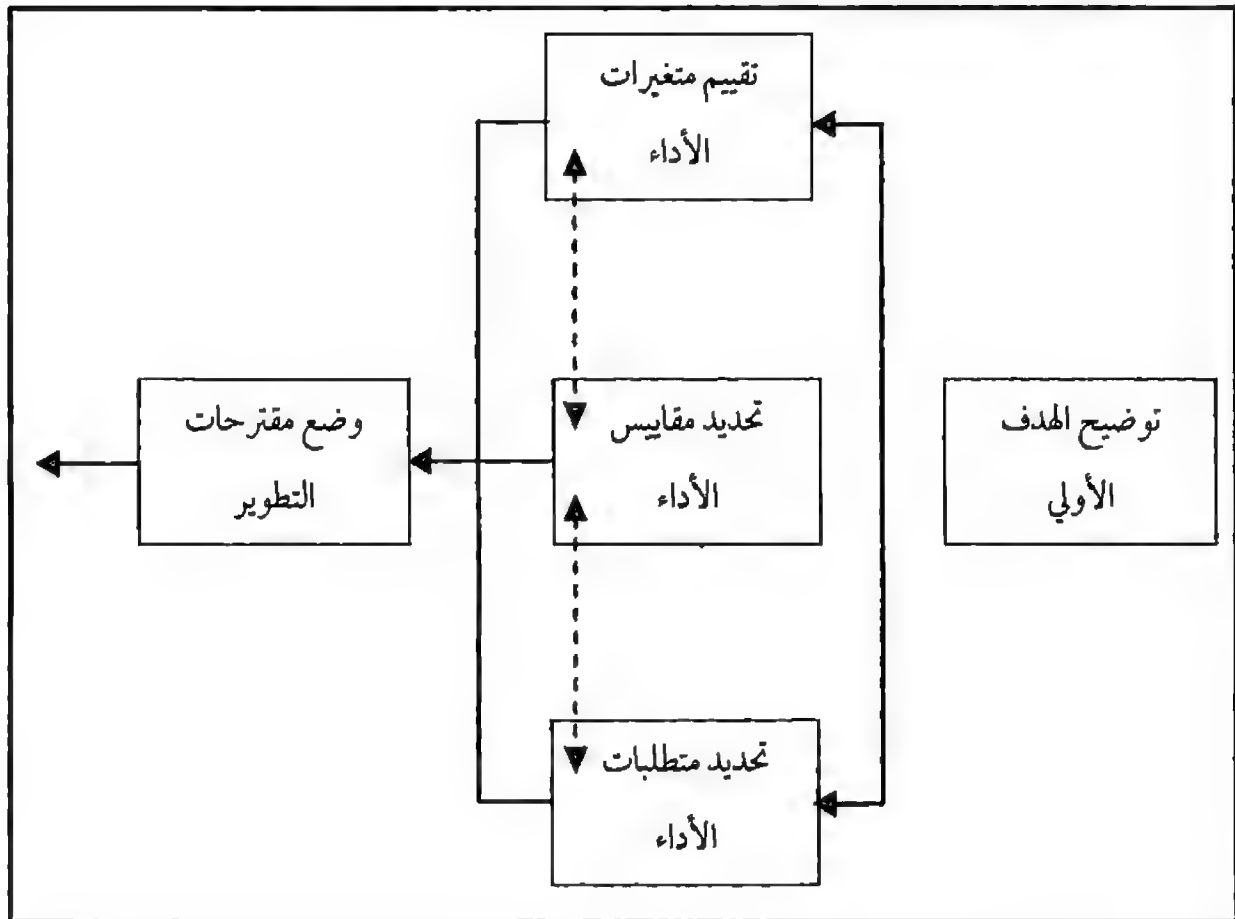 تقييم متغيرات
الأداء
توضيح الهدف
الأولي
تحديد مقاييس
الأداء
وضع مقترحات
التطوير
تحديد متطلبات
الأداء